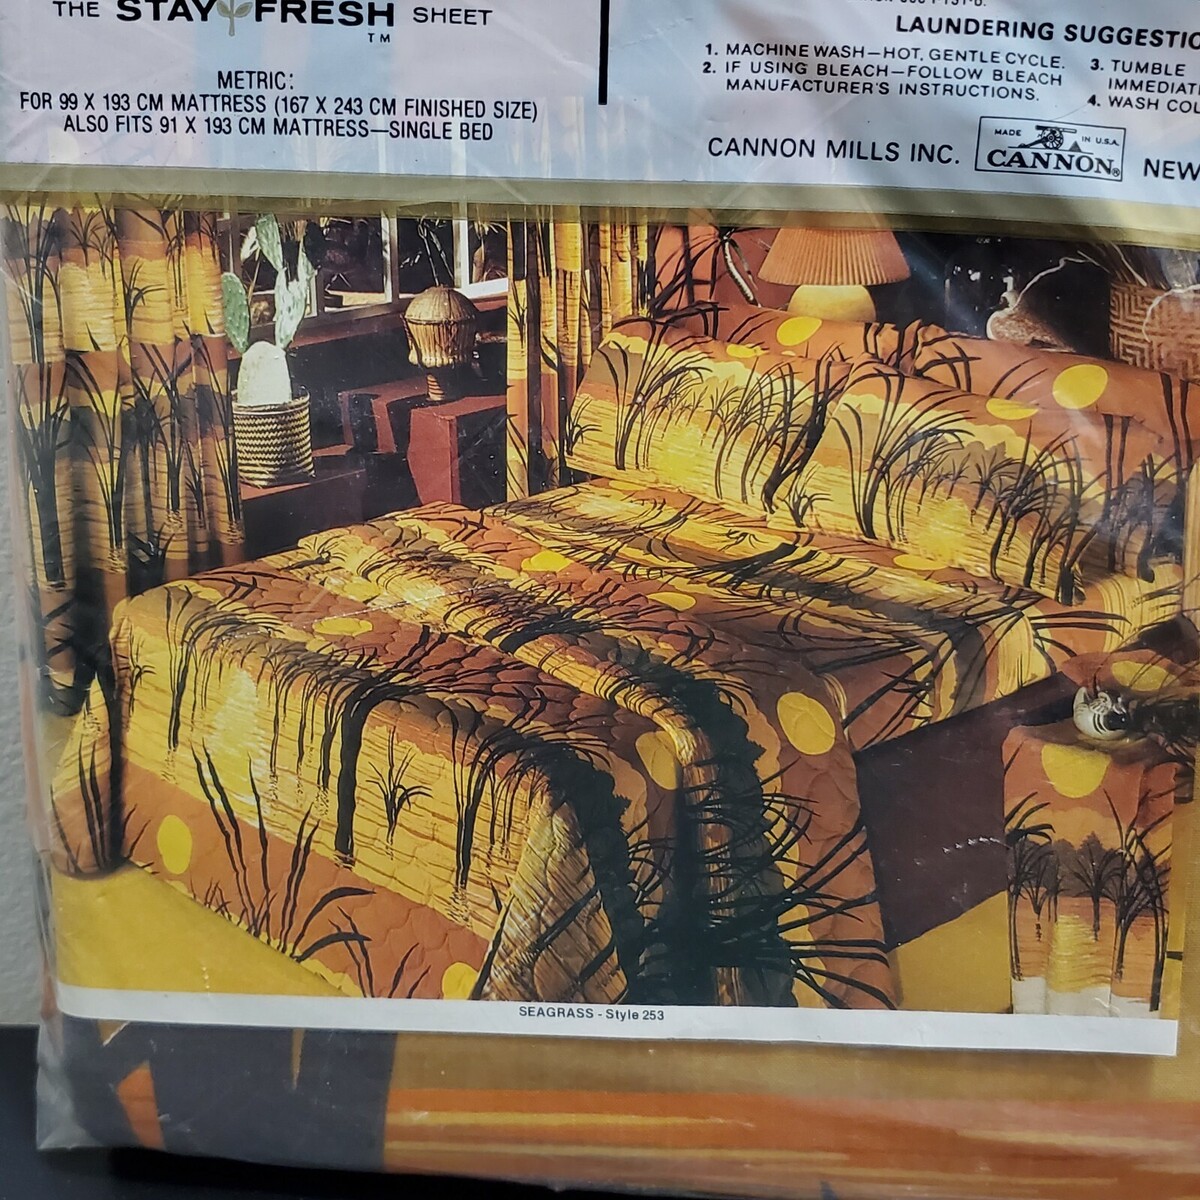 THE STAY FRESH SHEET
TM
METRIC:
FOR 99 X 193 CM MATTRESS (167 X 243 CM FINISHED SIZE)
ALSO FITS 91 X 193 CM MATTRESS—SINGLE BED
LAUNDERING SUGGESTIO
1. MACHINE WASH—HOT, GENTLE CYCLE.
2. IF USING BLEACH—FOLLOW BLEACH
MANUFACTURER'S INSTRUCTIONS.
3. TUMBLE
IMMEDIAT
4. WASH COL
CANNON MILLS INC.
MADE IN U.S.A.
CANNON®
NEW
SEAGRASS - Style 253